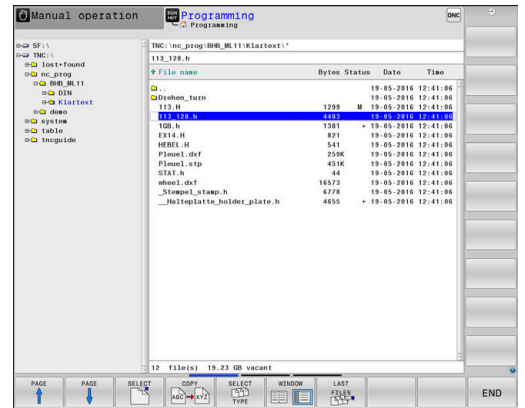 Manual operation
PGM MGT Programming
Programming
DNC
SF:\
TNC:\
lost+found
nc_prog
BHB_ML11
DIN
Klartext
demo
system
table
tncguide
TNC:\nc_prog\BHB_ML11\Klartext\*
113_128.h
File name Bytes Status Date Time
.. 19-05-2016 12:41:06
Drehen_turn 19-05-2016 12:41:06
113.H 1299 M 19-05-2016 12:41:06
113_128.h 4483 19-05-2016 12:41:06
1GB.h 1381 + 19-05-2016 12:41:06
EX14.H 821 19-05-2016 12:41:06
HEBEL.H 541 19-05-2016 12:41:06
Pleuel.dxf 259K 19-05-2016 12:41:06
Pleuel.stp 451K 19-05-2016 12:41:06
STAT.h 44 19-05-2016 12:41:06
wheel.dxf 16573 19-05-2016 12:41:06
_Stempel_stamp.h 6778 19-05-2016 12:41:06
__Halteplatte_holder_plate.h 4655 + 19-05-2016 12:41:06
12 file(s) 19.23 GB vacant
PAGE
PAGE
SELECT
COPY
ABC XYZ
SELECT
TYPE
WINDOW
LAST
FILES
END